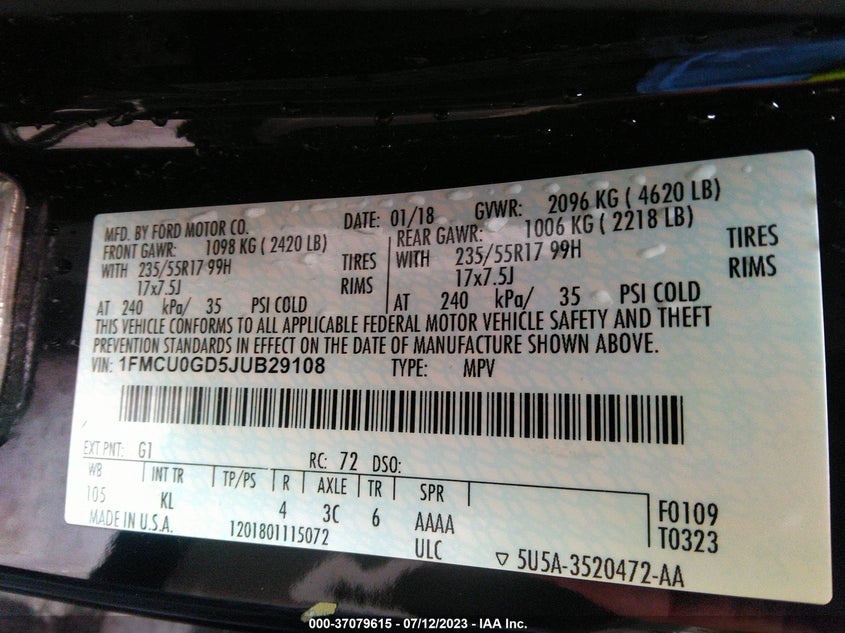 MFD. BY FORD MOTOR CO. DATE: 01/18 GVWR: 2096 KG ( 4620 LB)
FRONT GAWR: 1098 KG ( 2420 LB) REAR GAWR: 1006 KG ( 2218 LB)
WITH 235/55R17 99H TIRES WITH 235/55R17 99H TIRES
17x7.5J RIMS 17x7.5J RIMS
AT 240 kPa/ 35 PSI COLD AT 240 kPa/ 35 PSI COLD
THIS VEHICLE CONFORMS TO ALL APPLICABLE FEDERAL MOTOR VEHICLE SAFETY AND THEFT
PREVENTION STANDARDS IN EFFECT ON THE DATE OF MANUFACTURE SHOWN ABOVE.
VIN: 1FMCU0GD5JUB29108 TYPE: MPV
EXT PNT: G1 RC: 72 DSO:
WB INT TR TP/PS R AXLE TR SPR
105 KL 4 3C 6 AAAA F0109
MADE IN U.S.A. 1201801115072 ULC T0323
▽ 5U5A-3520472-AA
000-37079615 - 07/12/2023 - IAA Inc.